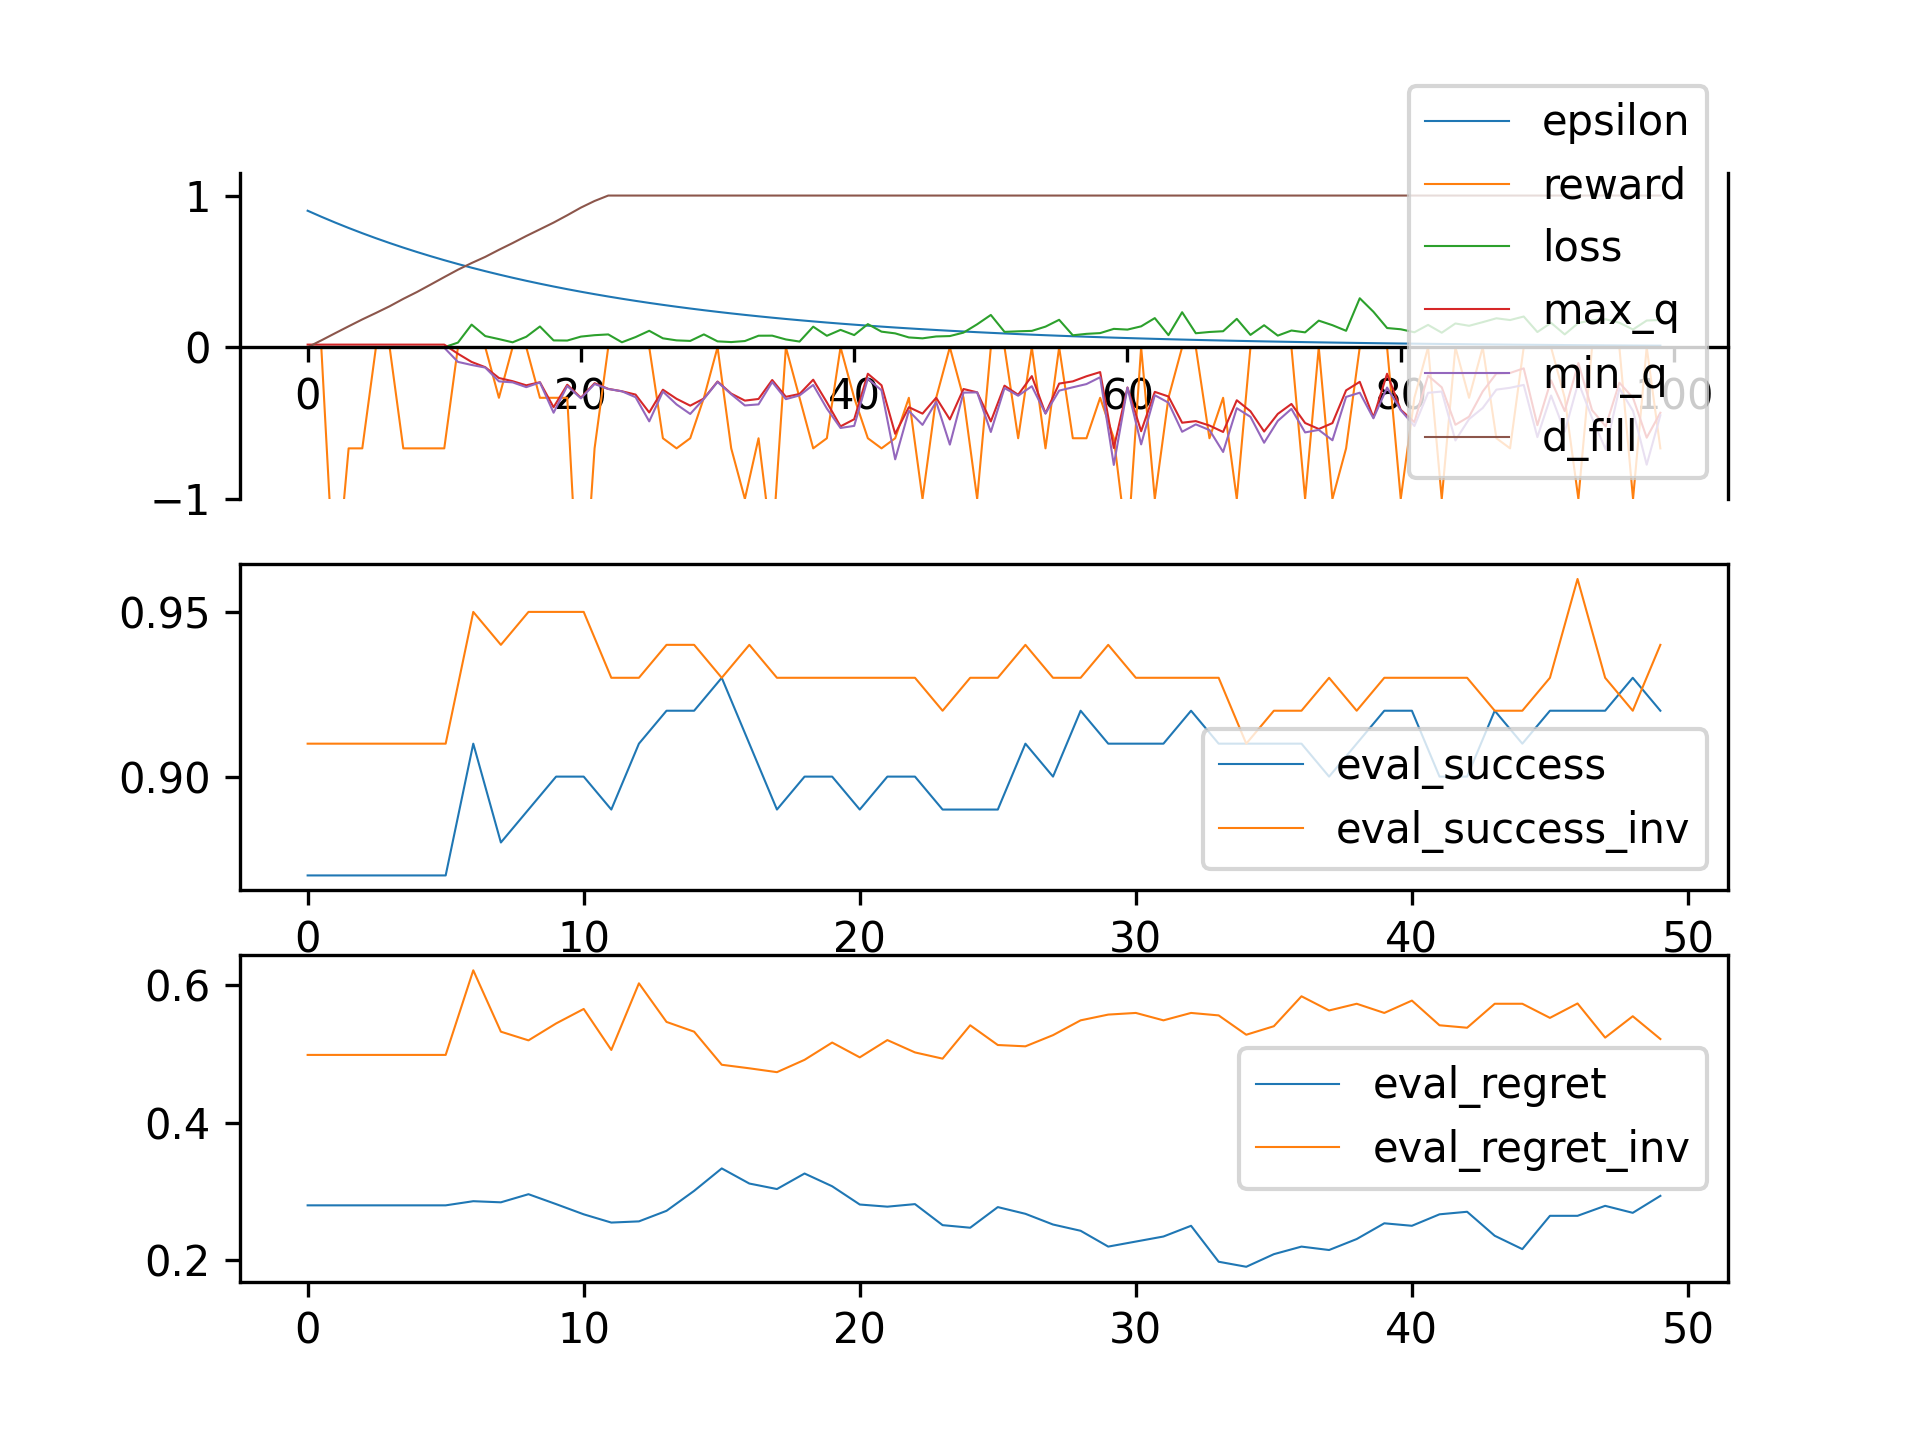 epsilon
reward
loss
max_q
min_q
d_fill
1
0
−1
0 20 40 60 80 100
0.95
0.90
eval_success
eval_success_inv
0 10 20 30 40 50
0.6
0.4
0.2
eval_regret
eval_regret_inv
0 10 20 30 40 50